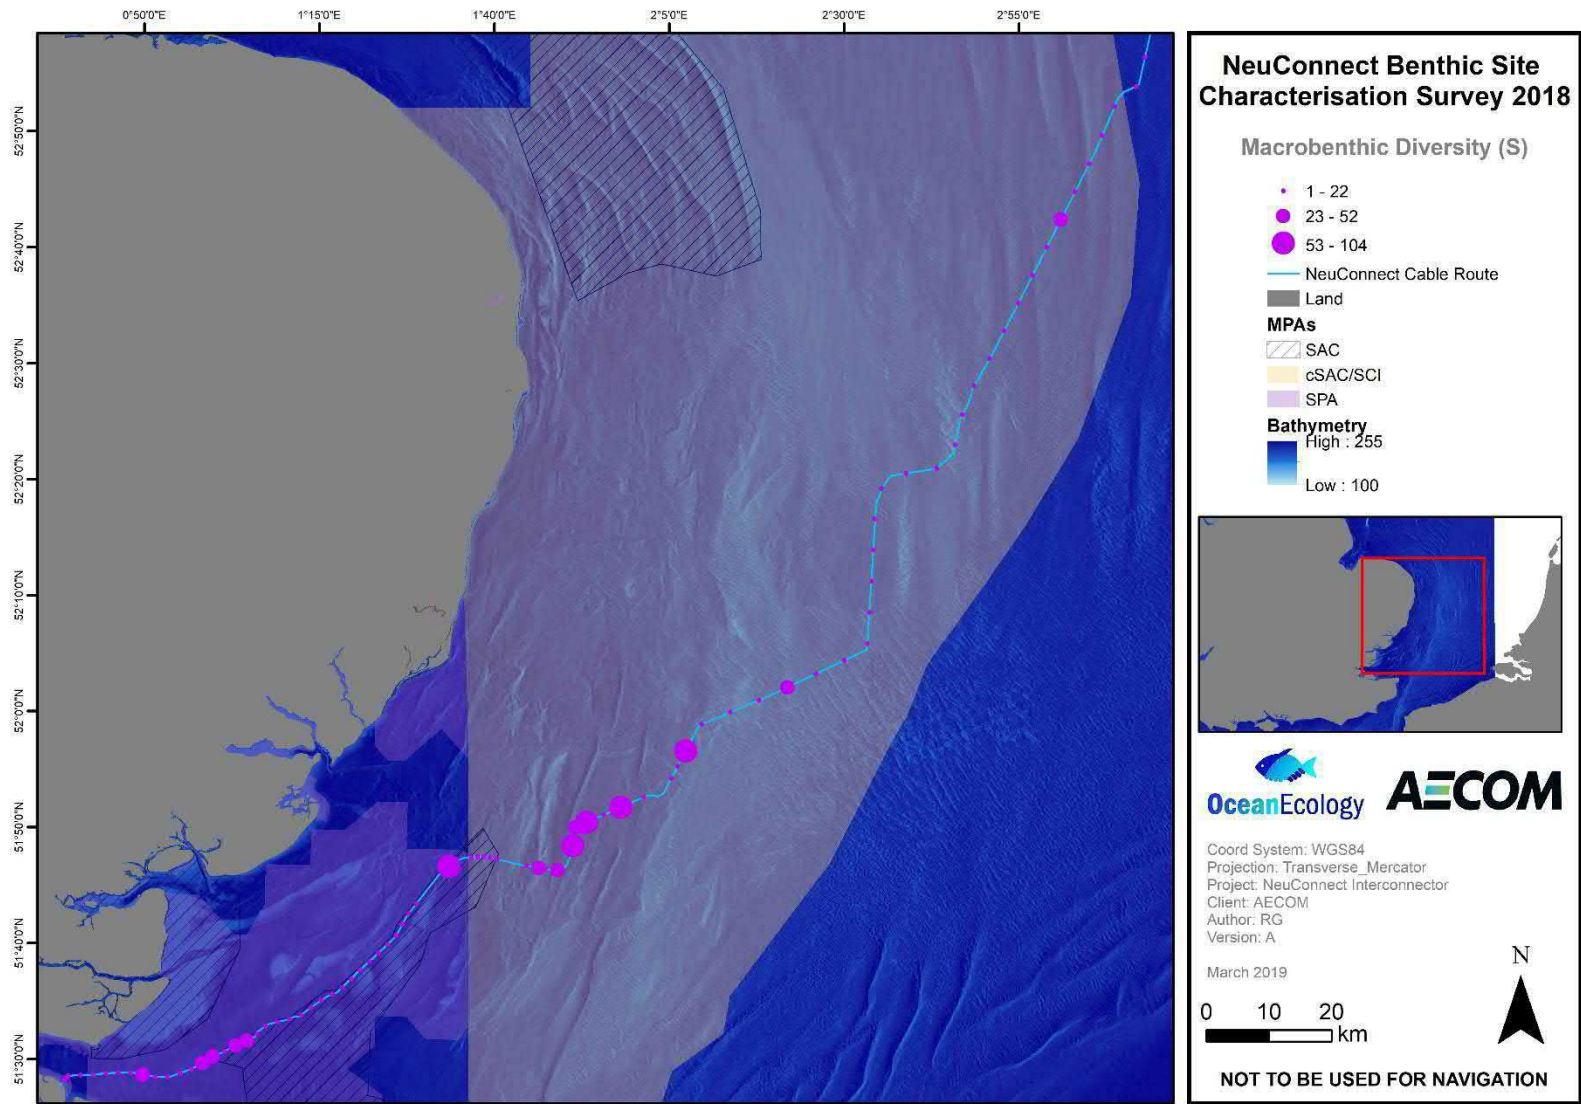 0°50'0"E
1°15'0"E
1°40'0"E
2°5'0"E
2°30'0"E
2°55'0"E
52°50'0"N
52°40'0"N
52°30'0"N
52°20'0"N
52°10'0"N
52°0'0"N
51°50'0"N
51°40'0"N
51°30'0"N
NeuConnect Benthic Site
Characterisation Survey 2018
Macrobenthic Diversity (S)
1 - 22
23 - 52
53 - 104
NeuConnect Cable Route
Land
MPAs
SAC
cSAC/SCI
SPA
Bathymetry
High : 255
Low : 100
OceanEcology
AECOM
Coord System: WGS84
Projection: Transverse_Mercator
Project: NeuConnect Interconnector
Client: AECOM
Author: RG
Version: A
March 2019
N
0 10 20
km
NOT TO BE USED FOR NAVIGATION